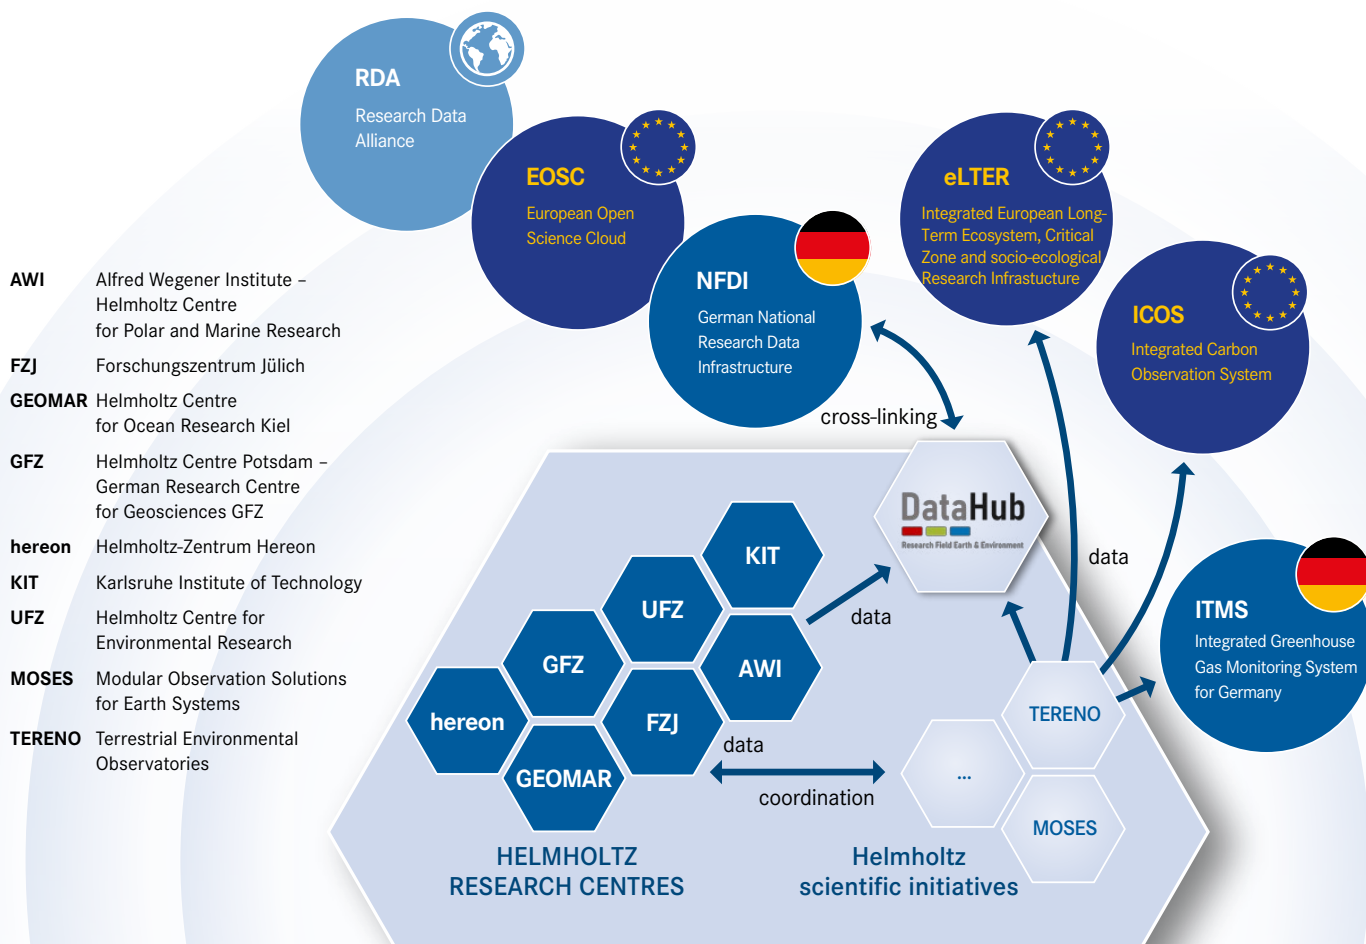 RDA
Research Data
Alliance
EOSC
European Open
Science Cloud
NFDI
German National
Research Data
Infrastructure
eLTER
Integrated European Long-
Term Ecosystem, Critical
Zone and socio-ecological
Research Infrastucture
ICOS
Integrated Carbon
Observation System
ITMS
Integrated Greenhouse
Gas Monitoring System
for Germany
AWI Alfred Wegener Institute –
Helmholtz Centre
for Polar and Marine Research
FZJ Forschungszentrum Jülich
GEOMAR Helmholtz Centre
for Ocean Research Kiel
GFZ Helmholtz Centre Potsdam –
German Research Centre
for Geosciences GFZ
hereon Helmholtz-Zentrum Hereon
KIT Karlsruhe Institute of Technology
UFZ Helmholtz Centre for
Environmental Research
MOSES Modular Observation Solutions
for Earth Systems
TERENO Terrestrial Environmental
Observatories
cross-linking
DataHub
Research Field Earth & Environment
data
data
KIT
UFZ
GFZ
AWI
hereon
FZJ
GEOMAR
data
coordination
TERENO
...
MOSES
HELMHOLTZ
RESEARCH CENTRES
Helmholtz
scientific initiatives